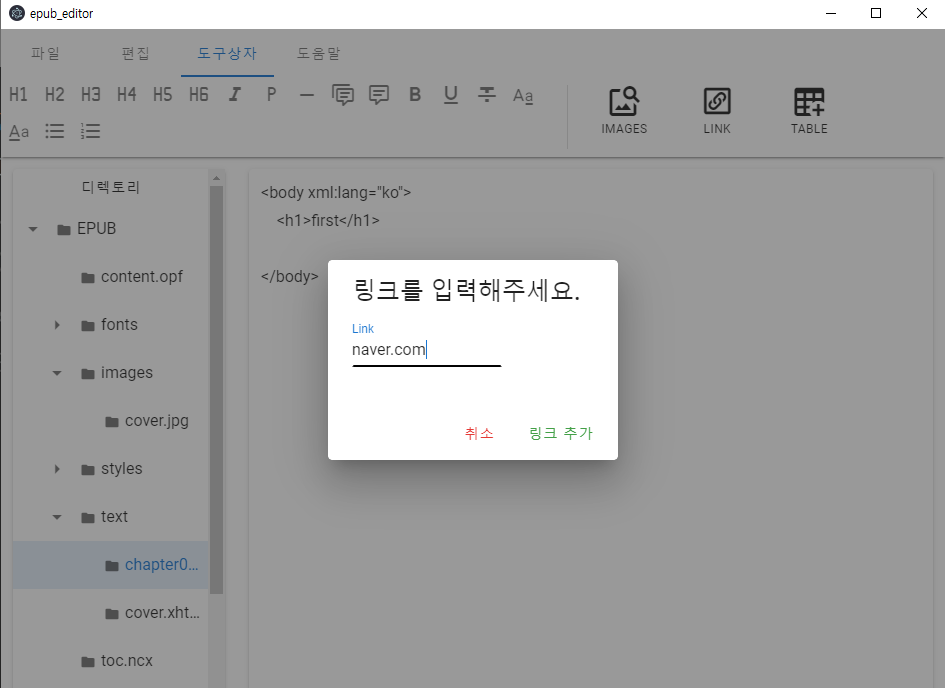 epub_editor
파일 편집 도구상자 도움말
H1 H2 H3 H4 H5 H6 I P B U T Aa
Aa
IMAGES LINK TABLE
디렉토리
EPUB
content.opf
fonts
images
cover.jpg
styles
text
chapter0...
cover.xht...
toc.ncx
<body xml:lang="ko">
<h1>first</h1>
</body>
링크를 입력해주세요.
Link
naver.com
취소 링크 추가